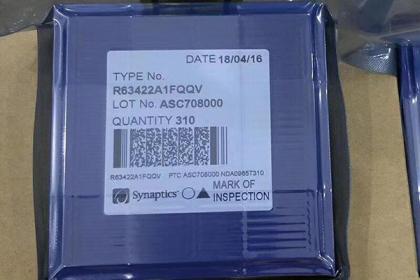 DATE 18/04/16
TYPE No.
R63422A1FQQV
LOT No. ASC708000
QUANTITY 310
R63422A1FQQV PTC ASC708000 NDA0965T310
Synaptics MARK OF
INSPECTION